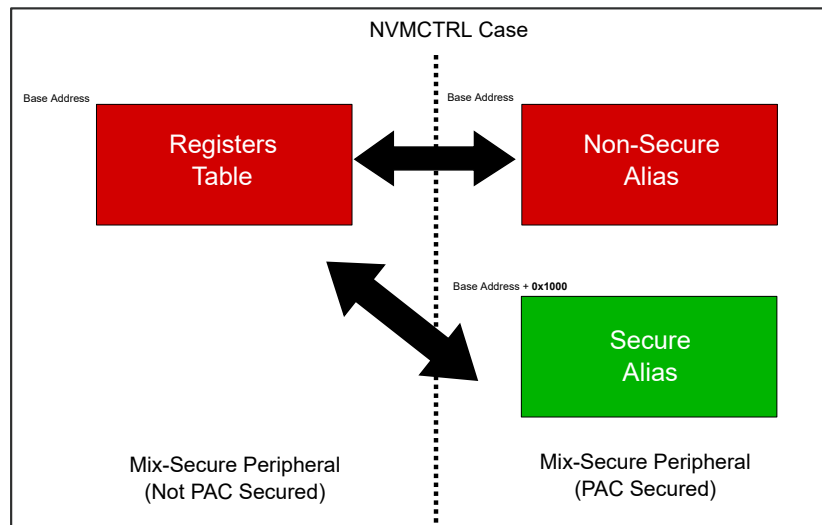 NVMCTRL Case
Base Address
Registers
Table
Base Address
Non-Secure
Alias
Base Address + 0x1000
Secure
Alias
Mix-Secure Peripheral
(Not PAC Secured)
Mix-Secure Peripheral
(PAC Secured)